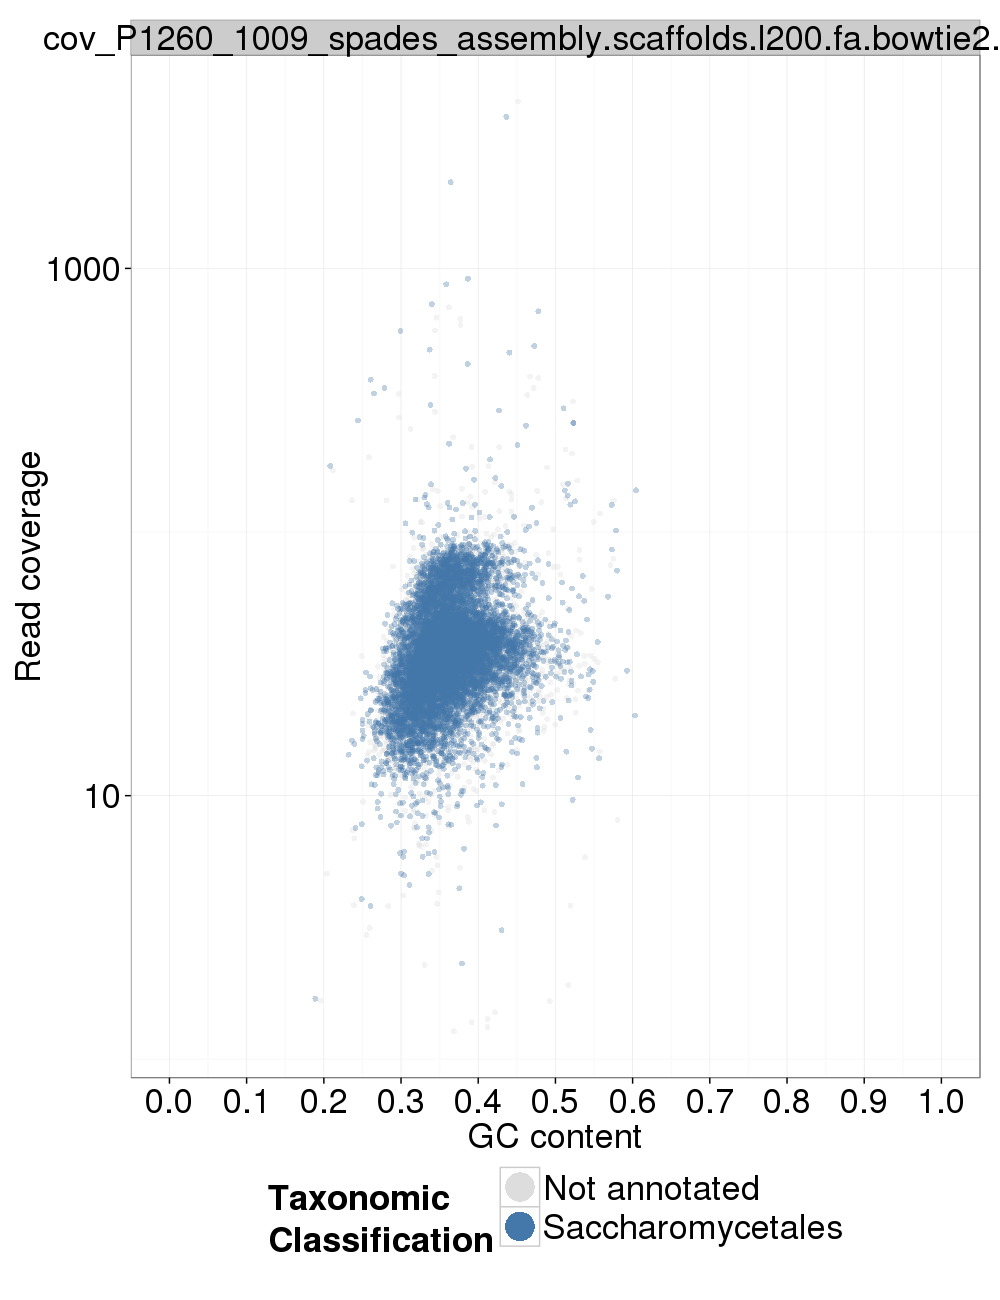 cov_P1260_1009_spades_assembly.scaffolds.l200.fa.bowtie2.
1000
10
Read coverage
0.0 0.1 0.2 0.3 0.4 0.5 0.6 0.7 0.8 0.9 1.0
GC content
Taxonomic
Classification
Not annotated
Saccharomycetales